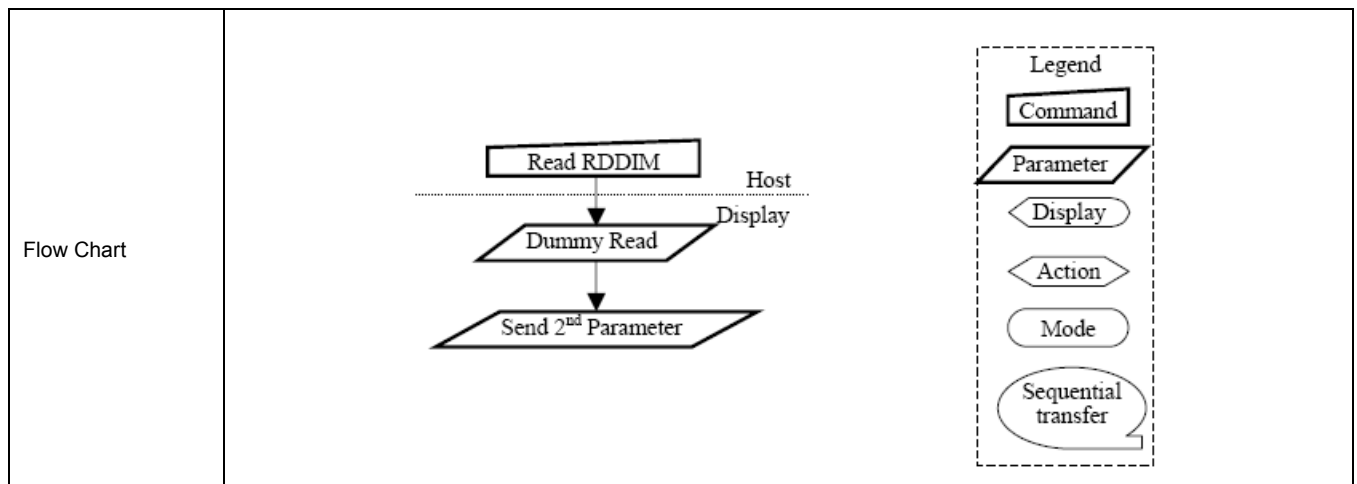 Flow Chart
Read RDDIM
Host
Display
Dummy Read
Send 2nd Parameter
Legend
Command
Parameter
Display
Action
Mode
Sequential
transfer